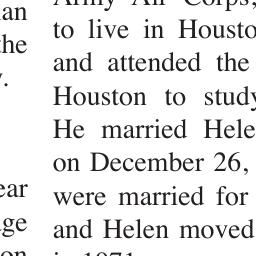 an
the
.
ear
ge
on
Army Air Corps,
to live in Housto
and attended the
Houston to study
He married Hele
on December 26,
were married for
and Helen moved
in 1971